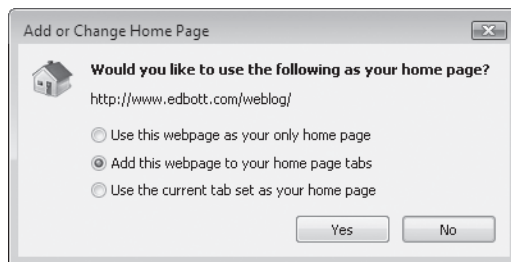 Add or Change Home Page
Would you like to use the following as your home page?
http://www.edbott.com/weblog/
Use this webpage as your only home page
Add this webpage to your home page tabs
Use the current tab set as your home page
Yes No